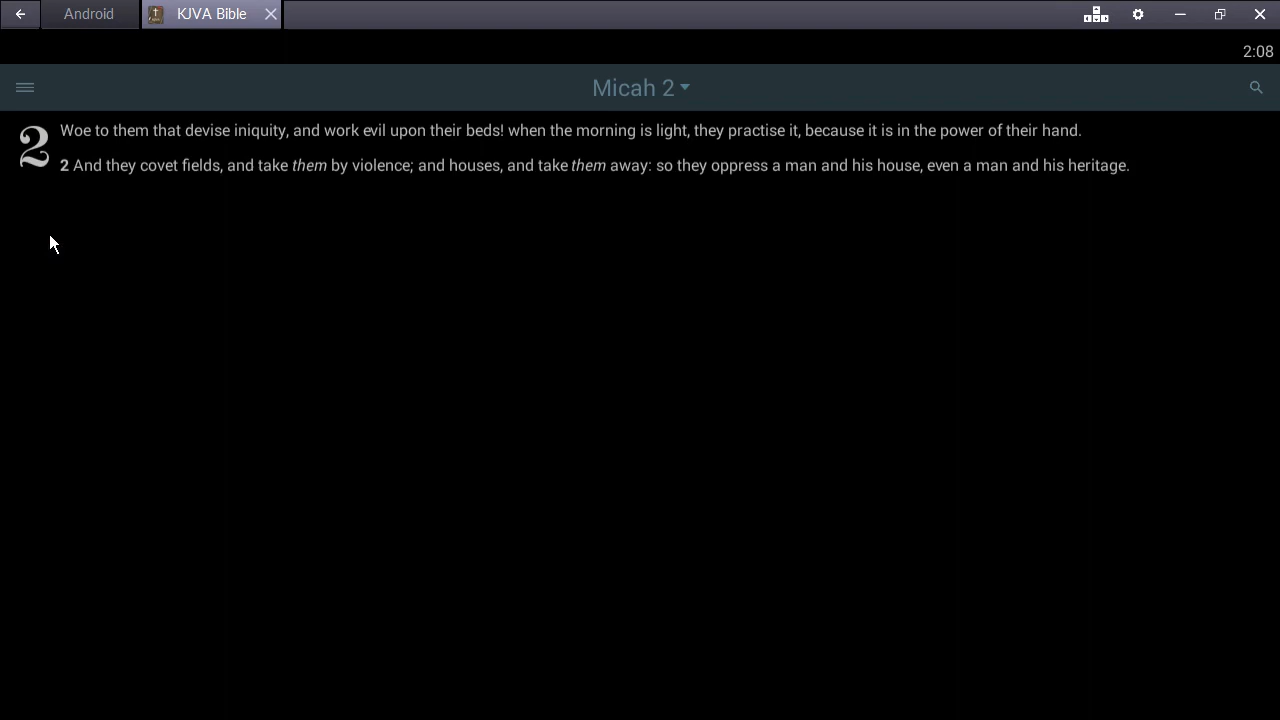 Android
KJVA Bible
2:08
Micah 2
2 Woe to them that devise iniquity, and work evil upon their beds! when the morning is light, they practise it, because it is in the power of their hand.
2 And they covet fields, and take them by violence; and houses, and take them away: so they oppress a man and his house, even a man and his heritage.